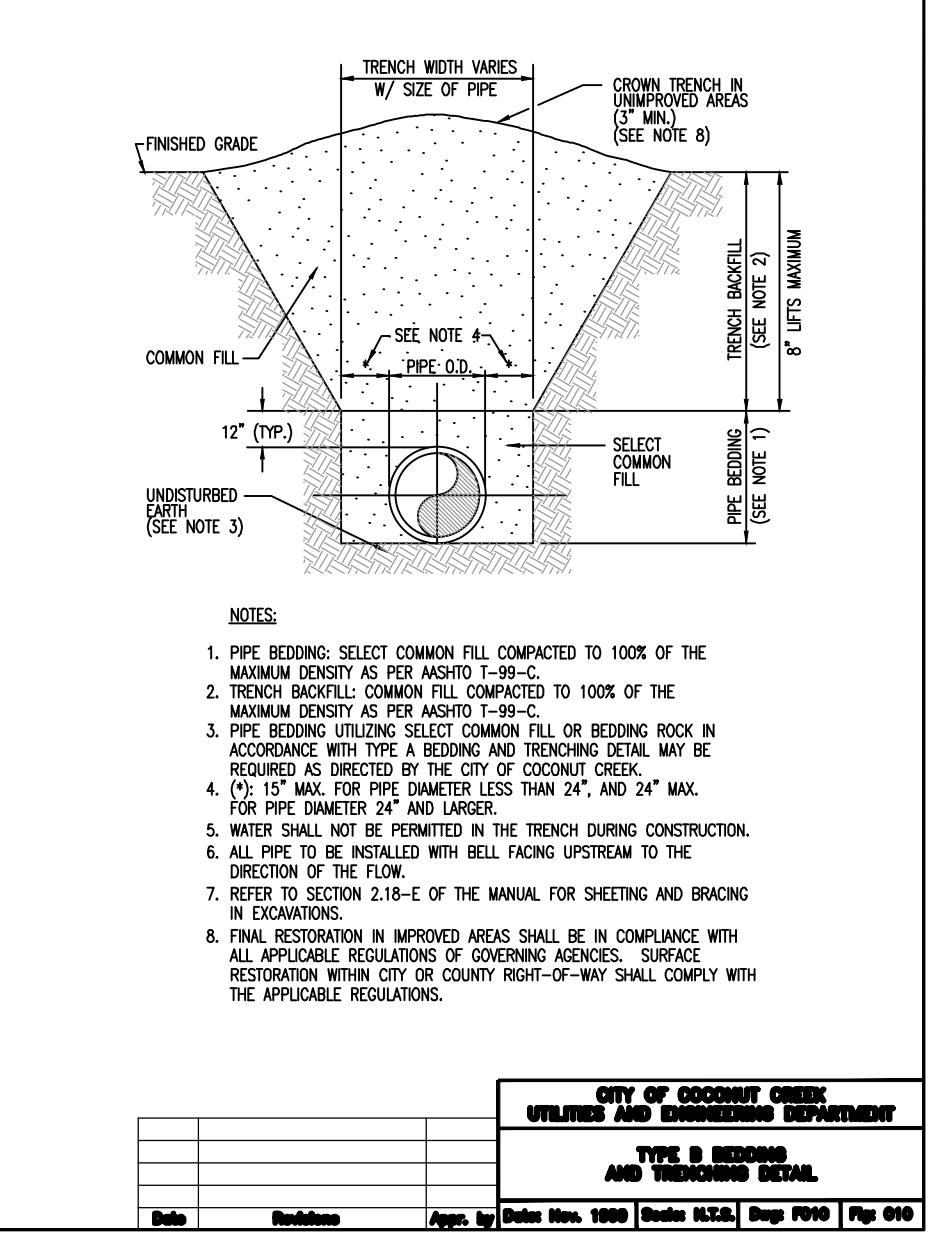 TRENCH WIDTH VARIES
W/ SIZE OF PIPE
CROWN TRENCH IN
UNIMPROVED AREAS
(3" MIN.)
(SEE NOTE 8)
FINISHED GRADE
TRENCH BACKFILL
(SEE NOTE 2)
8" LIFTS MAXIMUM
SEE NOTE 4
* *
PIPE O.D.
COMMON FILL
12" (TYP.)
SELECT
COMMON
FILL
PIPE BEDDING
(SEE NOTE 1)
UNDISTURBED
EARTH
(SEE NOTE 3)
NOTES:
1. PIPE BEDDING: SELECT COMMON FILL COMPACTED TO 100% OF THE
MAXIMUM DENSITY AS PER AASHTO T-99-C.
2. TRENCH BACKFILL: COMMON FILL COMPACTED TO 100% OF THE
MAXIMUM DENSITY AS PER AASHTO T-99-C.
3. PIPE BEDDING UTILIZING SELECT COMMON FILL OR BEDDING ROCK IN
ACCORDANCE WITH TYPE A BEDDING AND TRENCHING DETAIL MAY BE
REQUIRED AS DIRECTED BY THE CITY OF COCONUT CREEK.
4. (*): 15" MAX. FOR PIPE DIAMETER LESS THAN 24", AND 24" MAX.
FOR PIPE DIAMETER 24" AND LARGER.
5. WATER SHALL NOT BE PERMITTED IN THE TRENCH DURING CONSTRUCTION.
6. ALL PIPE TO BE INSTALLED WITH BELL FACING UPSTREAM TO THE
DIRECTION OF THE FLOW.
7. REFER TO SECTION 2.18-E OF THE MANUAL FOR SHEETING AND BRACING
IN EXCAVATIONS.
8. FINAL RESTORATION IN IMPROVED AREAS SHALL BE IN COMPLIANCE WITH
ALL APPLICABLE REGULATIONS OF GOVERNING AGENCIES. SURFACE
RESTORATION WITHIN CITY OR COUNTY RIGHT-OF-WAY SHALL COMPLY WITH
THE APPLICABLE REGULATIONS.
CITY OF COCONUT CREEK
UTILITIES AND ENGINEERING DEPARTMENT
TYPE B BEDDING
AND TRENCHING DETAIL
Date Revisions Appr. by
Date: Nov. Scale: N.T.S. Dwg: F010 Fig: 010